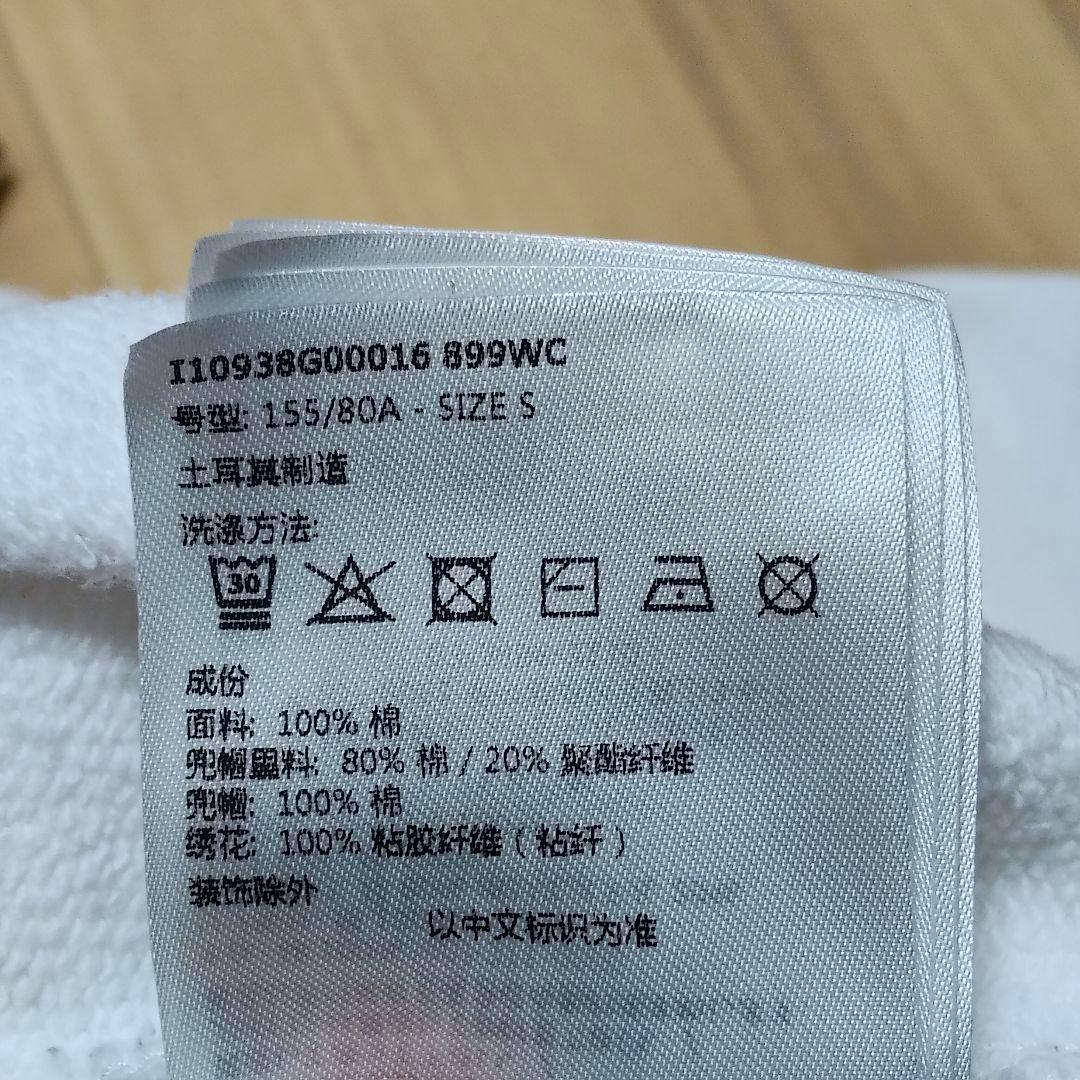 I10938G00016 899WC
号型: 155/80A - SIZE S
土耳其制造
洗涤方法:
30
成份
面料: 100% 棉
兜帽里料: 80% 棉 / 20% 聚酯纤维
兜帽: 100% 棉
绣花: 100% 粘胶纤维 ( 粘纤 )
装饰除外
以中文标识为准